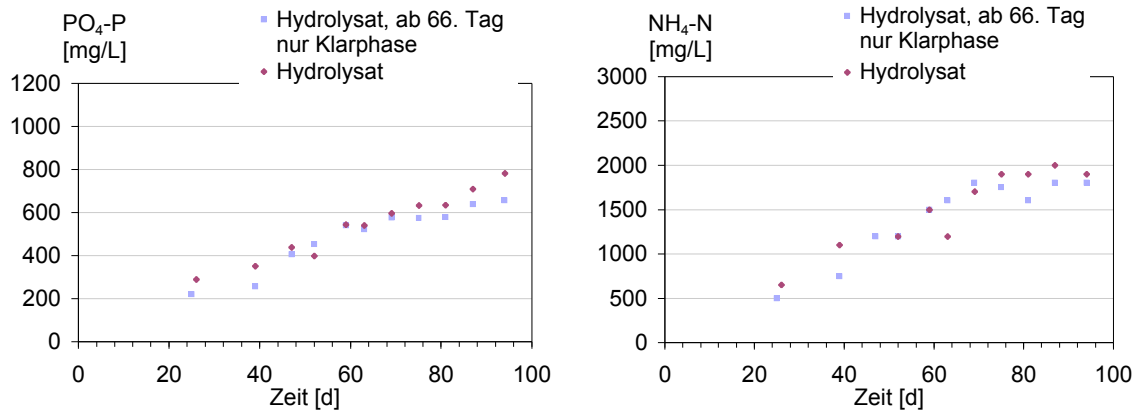 PO₄-P
[mg/L]
Hydrolysat, ab 66. Tag
nur Klarphase
Hydrolysat
1200
1000
800
600
400
200
0
0 20 40 60 80 100
Zeit [d]
NH₄-N
[mg/L]
Hydrolysat, ab 66. Tag
nur Klarphase
Hydrolysat
3000
2500
2000
1500
1000
500
0
0 20 40 60 80 100
Zeit [d]